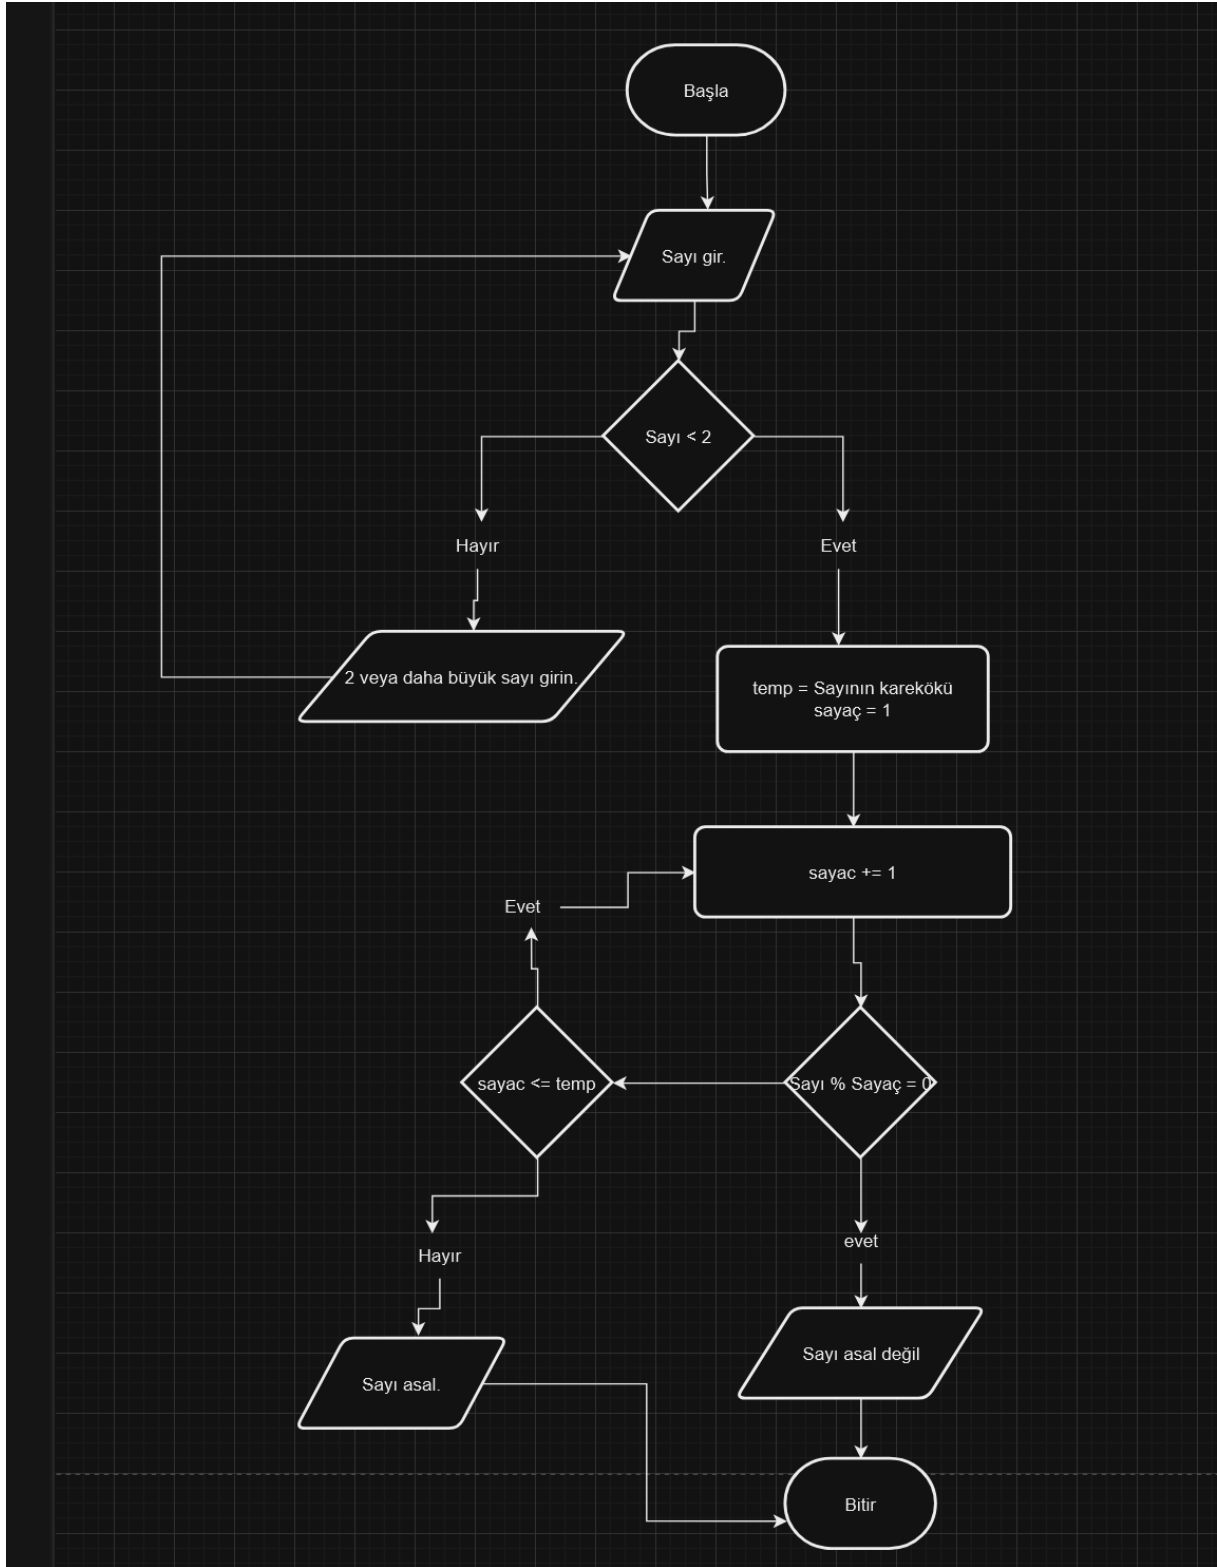 Başla
Sayı gir.
Sayı < 2
Hayır
Evet
2 veya daha büyük sayı girin.
temp = Sayının karekökü
sayaç = 1
sayac += 1
Evet
sayac <= temp
Sayı % Sayaç = 0
Hayır
evet
Sayı asal değil
Sayı asal.
Bitir